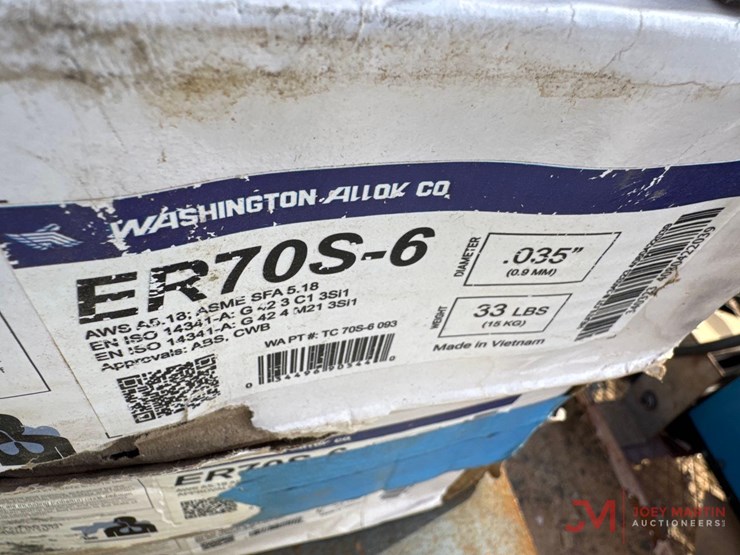 WASHINGTON ALLOY CO.
ER70S-6
AWS A5.18; ASME SFA 5.18
EN ISO 14341-A: G 42 3 C1 3Si1
EN ISO 14341-A: G 42 4 M21 3Si1
Approvals: ABS, CWB
WA PT #: TC 70S-6 093
DIAMETER
.035"
(0.9 MM)
WEIGHT
33 LBS
(15 KG)
Made in Vietnam
ER70S-6
JM JOEY MARTIN
AUCTIONEERS